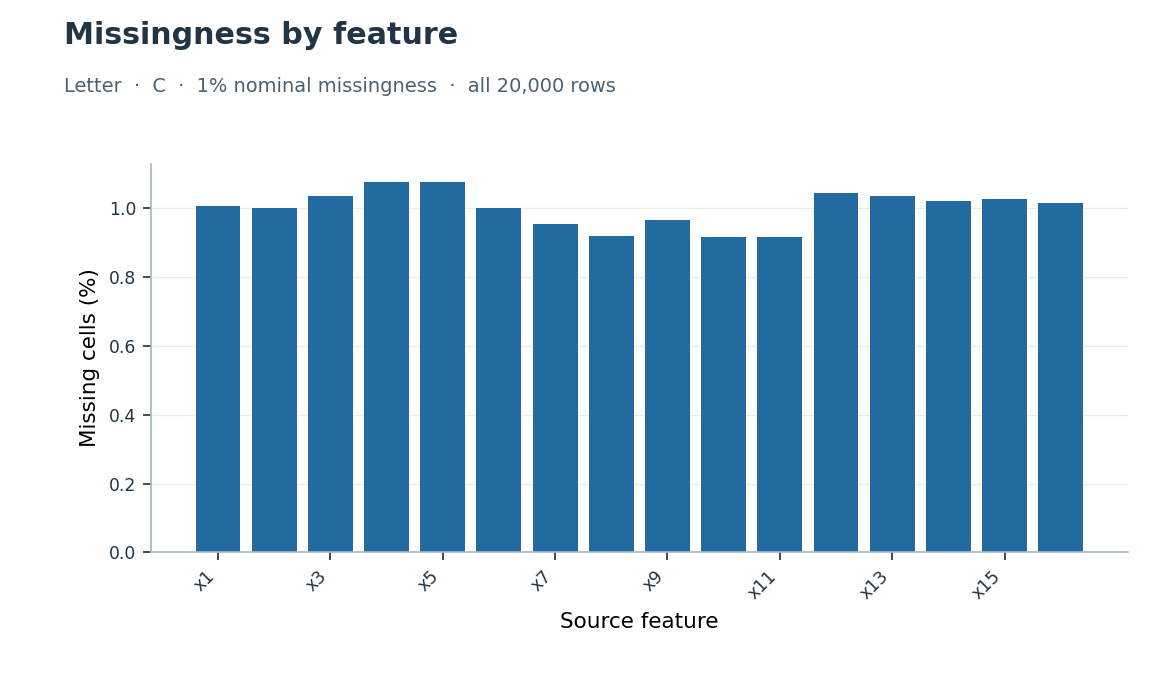 Missingness by feature
Letter · C · 1% nominal missingness · all 20,000 rows
Missing cells (%)
1.0
0.8
0.6
0.4
0.2
0.0
x1 x3 x5 x7 x9 x11 x13 x15
Source feature